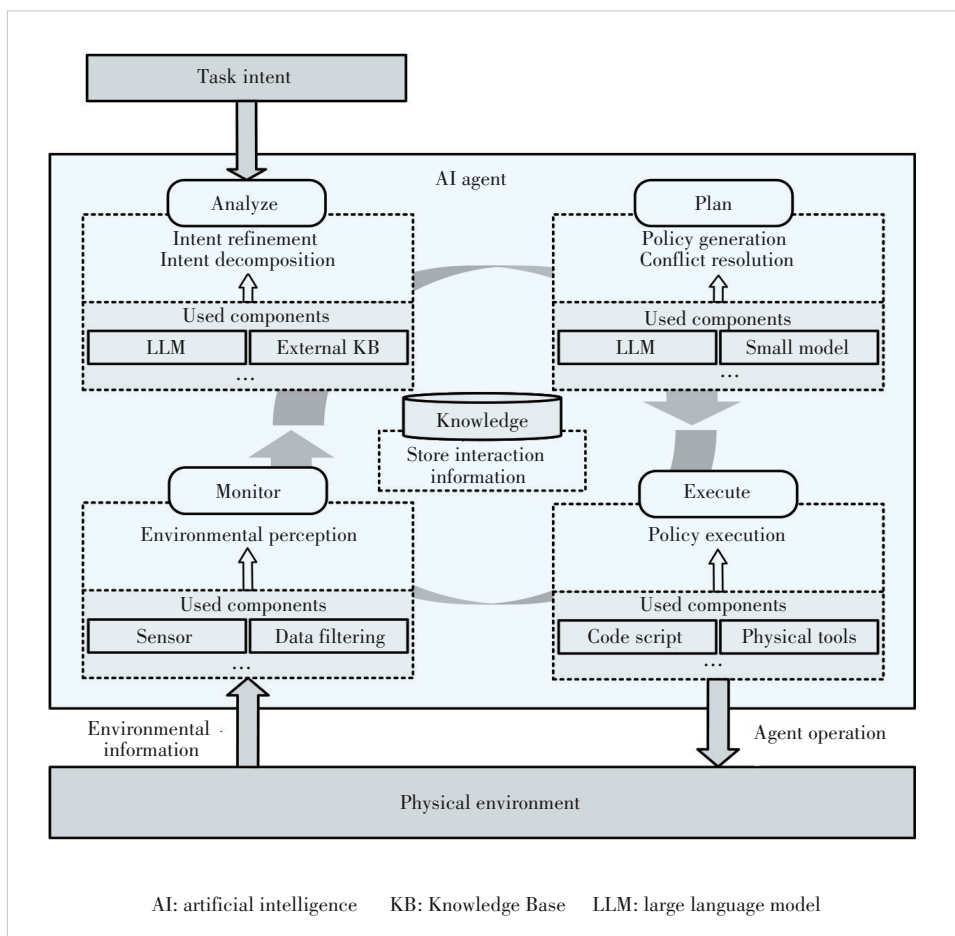 Task intent
AI agent
Analyze
Intent refinement
Intent decomposition
Used components
LLM
External KB
...
Plan
Policy generation
Conflict resolution
Used components
LLM
Small model
...
Knowledge
Store interaction
information
Monitor
Environmental perception
Used components
Sensor
Data filtering
...
Execute
Policy execution
Used components
Code script
Physical tools
...
Environmental
information
Agent operation
Physical environment
AI: artificial intelligence KB: Knowledge Base LLM: large language model